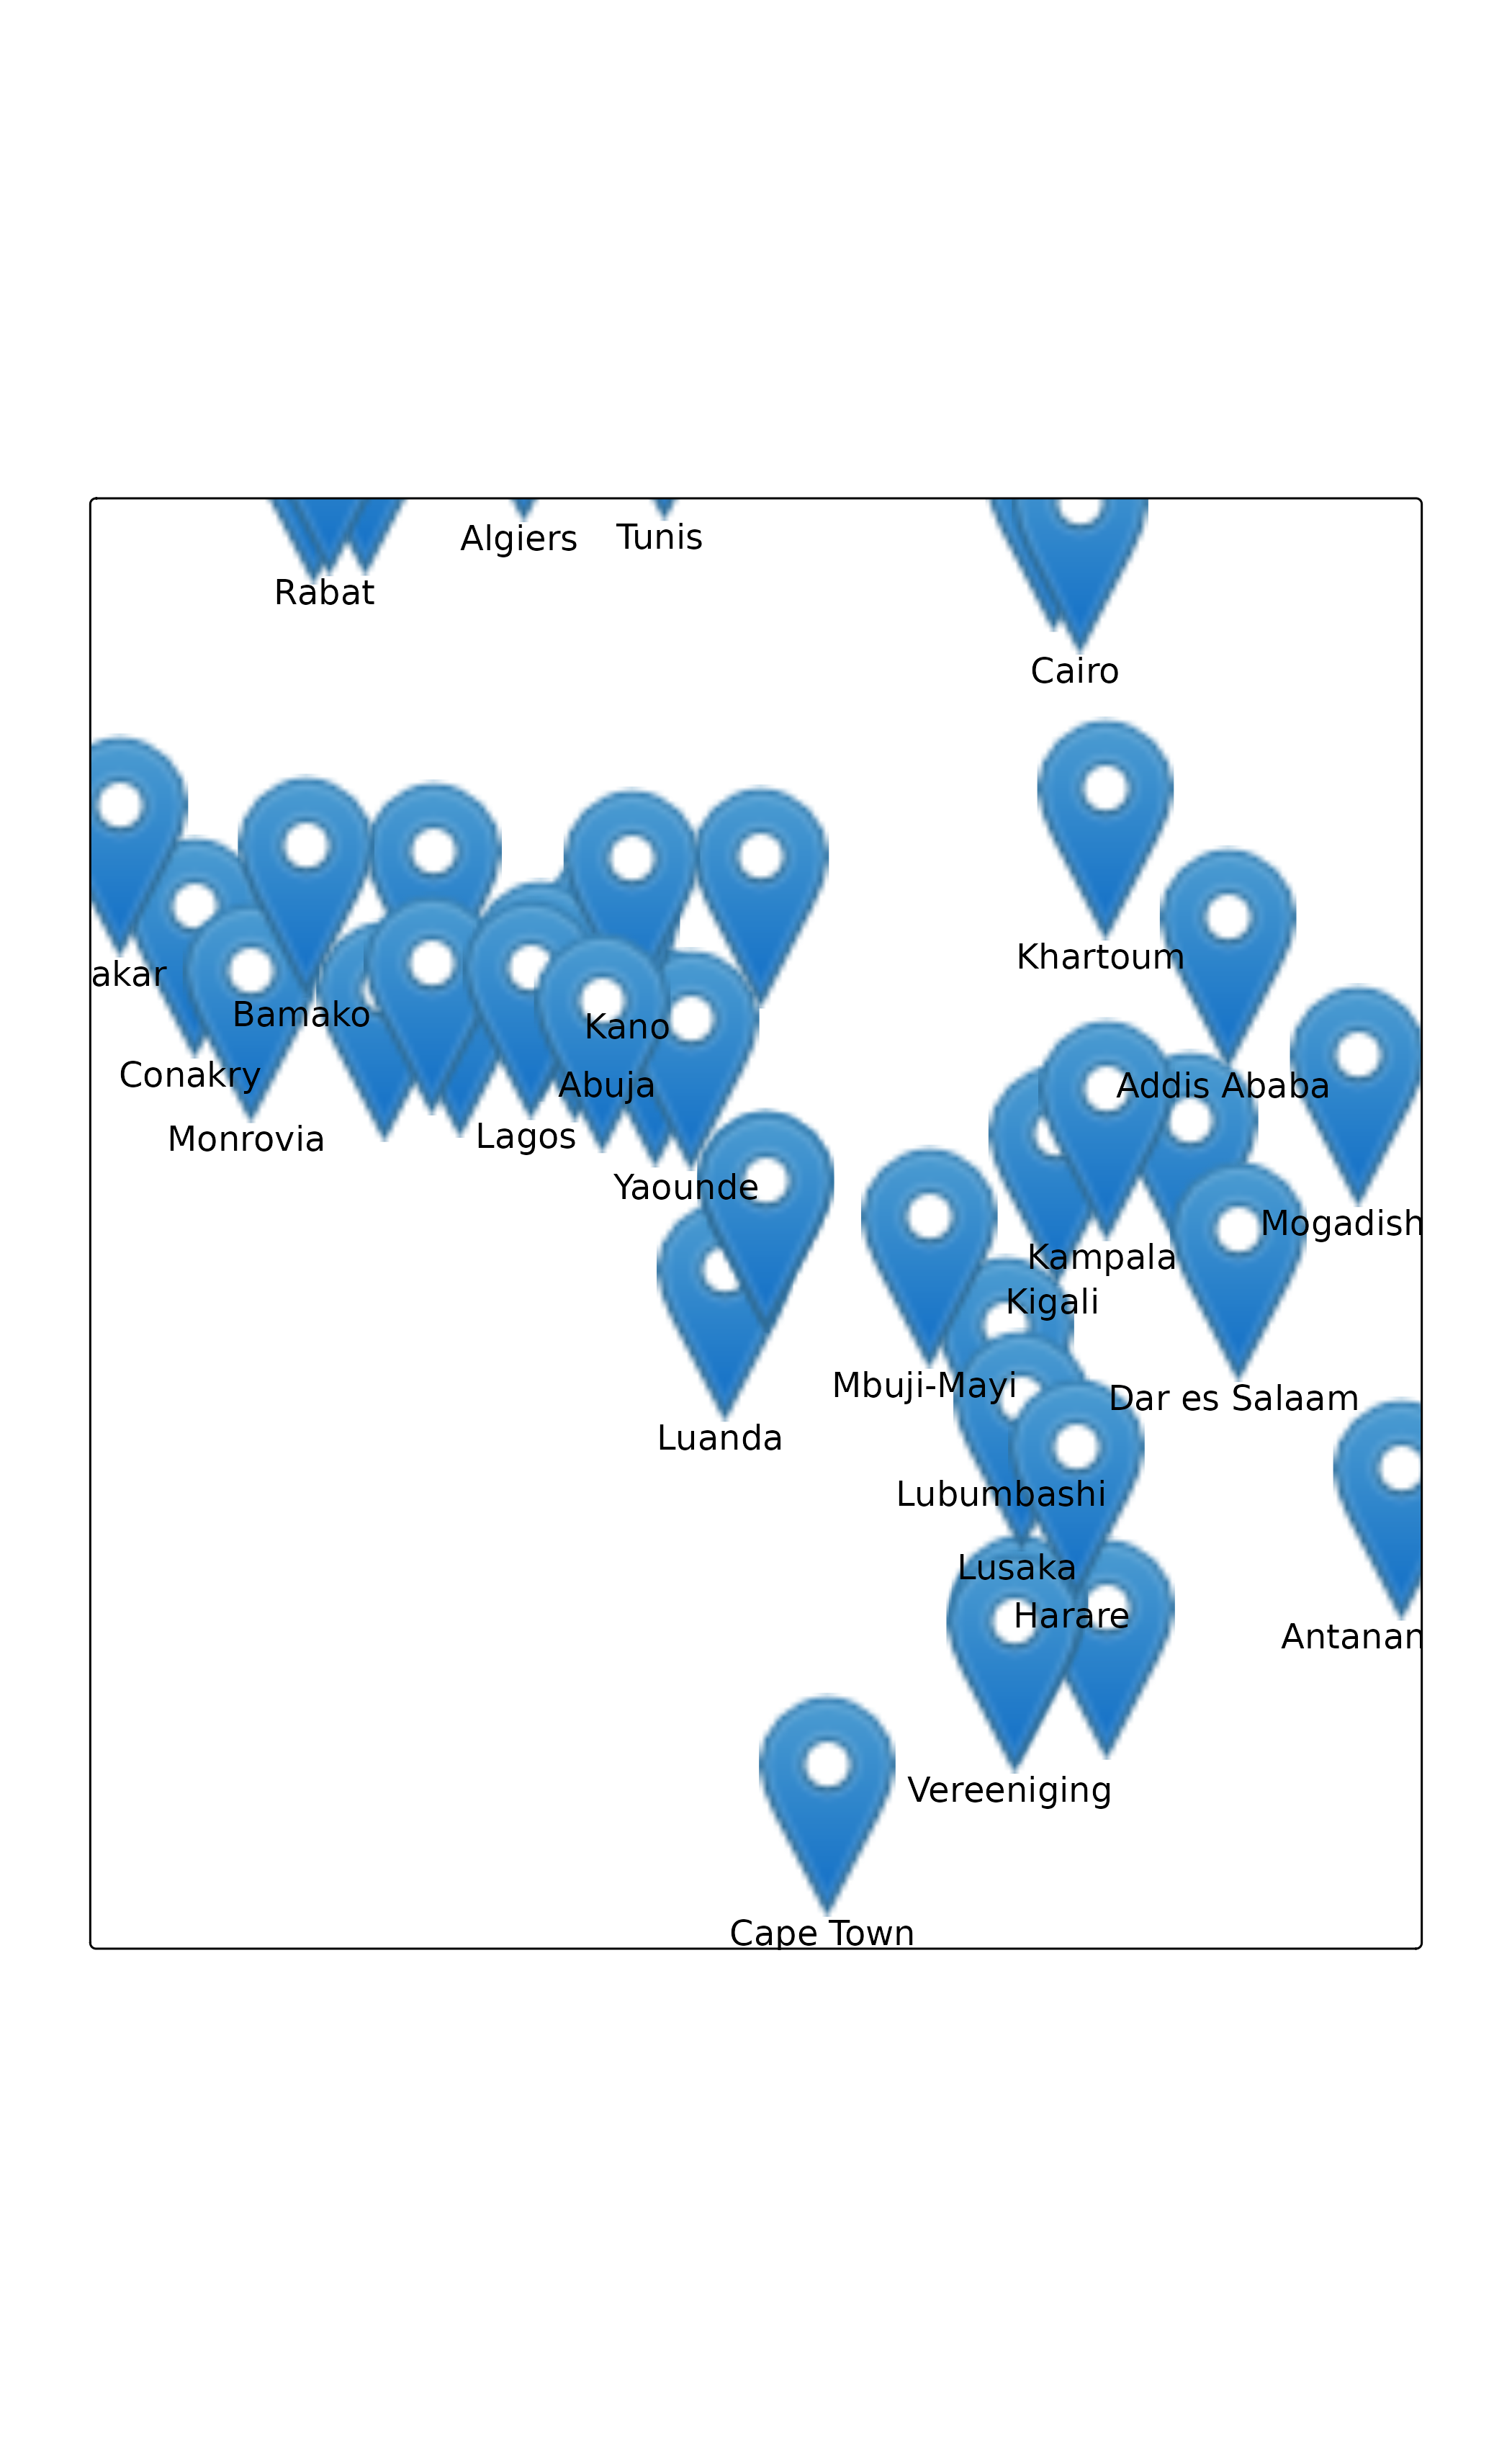 Algiers
Tunis
Rabat
Cairo
Khartoum
akar
Bamako
Kano
Conakry
Abuja
Addis Ababa
Monrovia
Lagos
Yaounde
Mogadish
Kampala
Kigali
Mbuji-Mayi
Dar es Salaam
Luanda
Lubumbashi
Lusaka
Harare
Antanan
Vereeniging
Cape Town